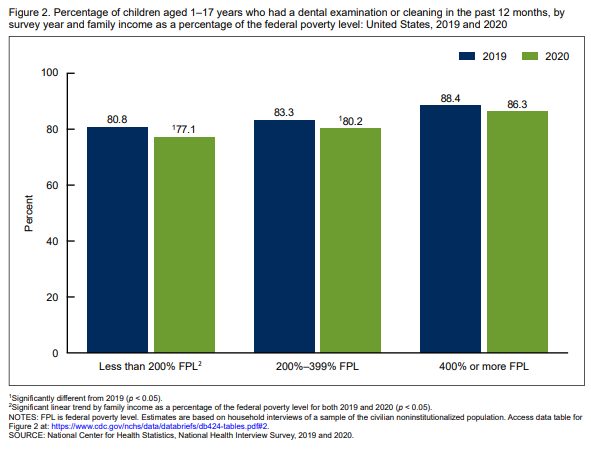 Figure 2. Percentage of children aged 1–17 years who had a dental examination or cleaning in the past 12 months, by
survey year and family income as a percentage of the federal poverty level: United States, 2019 and 2020
2019 2020
100
80
60
40
20
0
Percent
80.8
¹77.1
83.3
¹80.2
88.4
86.3
Less than 200% FPL²
200%–399% FPL
400% or more FPL
¹Significantly different from 2019 (p < 0.05).
²Significant linear trend by family income as a percentage of the federal poverty level for both 2019 and 2020 (p < 0.05).
NOTES: FPL is federal poverty level. Estimates are based on household interviews of a sample of the civilian noninstitutionalized population. Access data table for
Figure 2 at: https://www.cdc.gov/nchs/data/databriefs/db424-tables.pdf#2.
SOURCE: National Center for Health Statistics, National Health Interview Survey, 2019 and 2020.